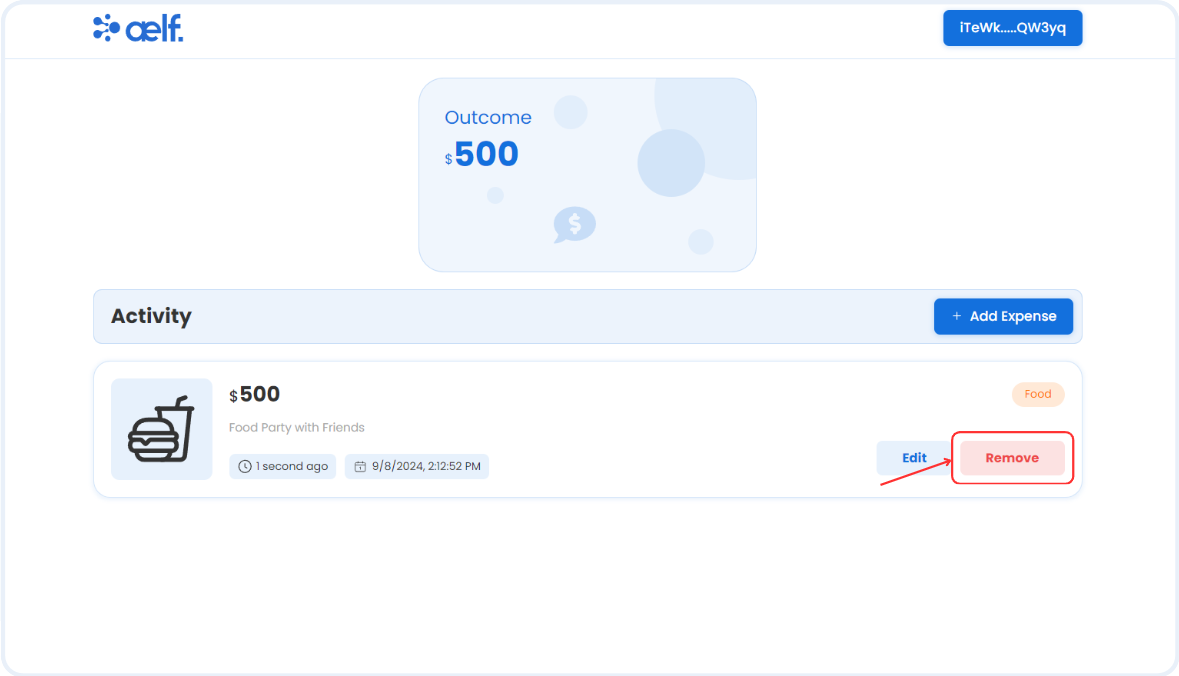 aelf.
iTeWk.....QW3yq
Outcome
$500
$
Activity
+ Add Expense
$500
Food
Food Party with Friends
Edit
Remove
1 second ago
9/8/2024, 2:12:52 PM